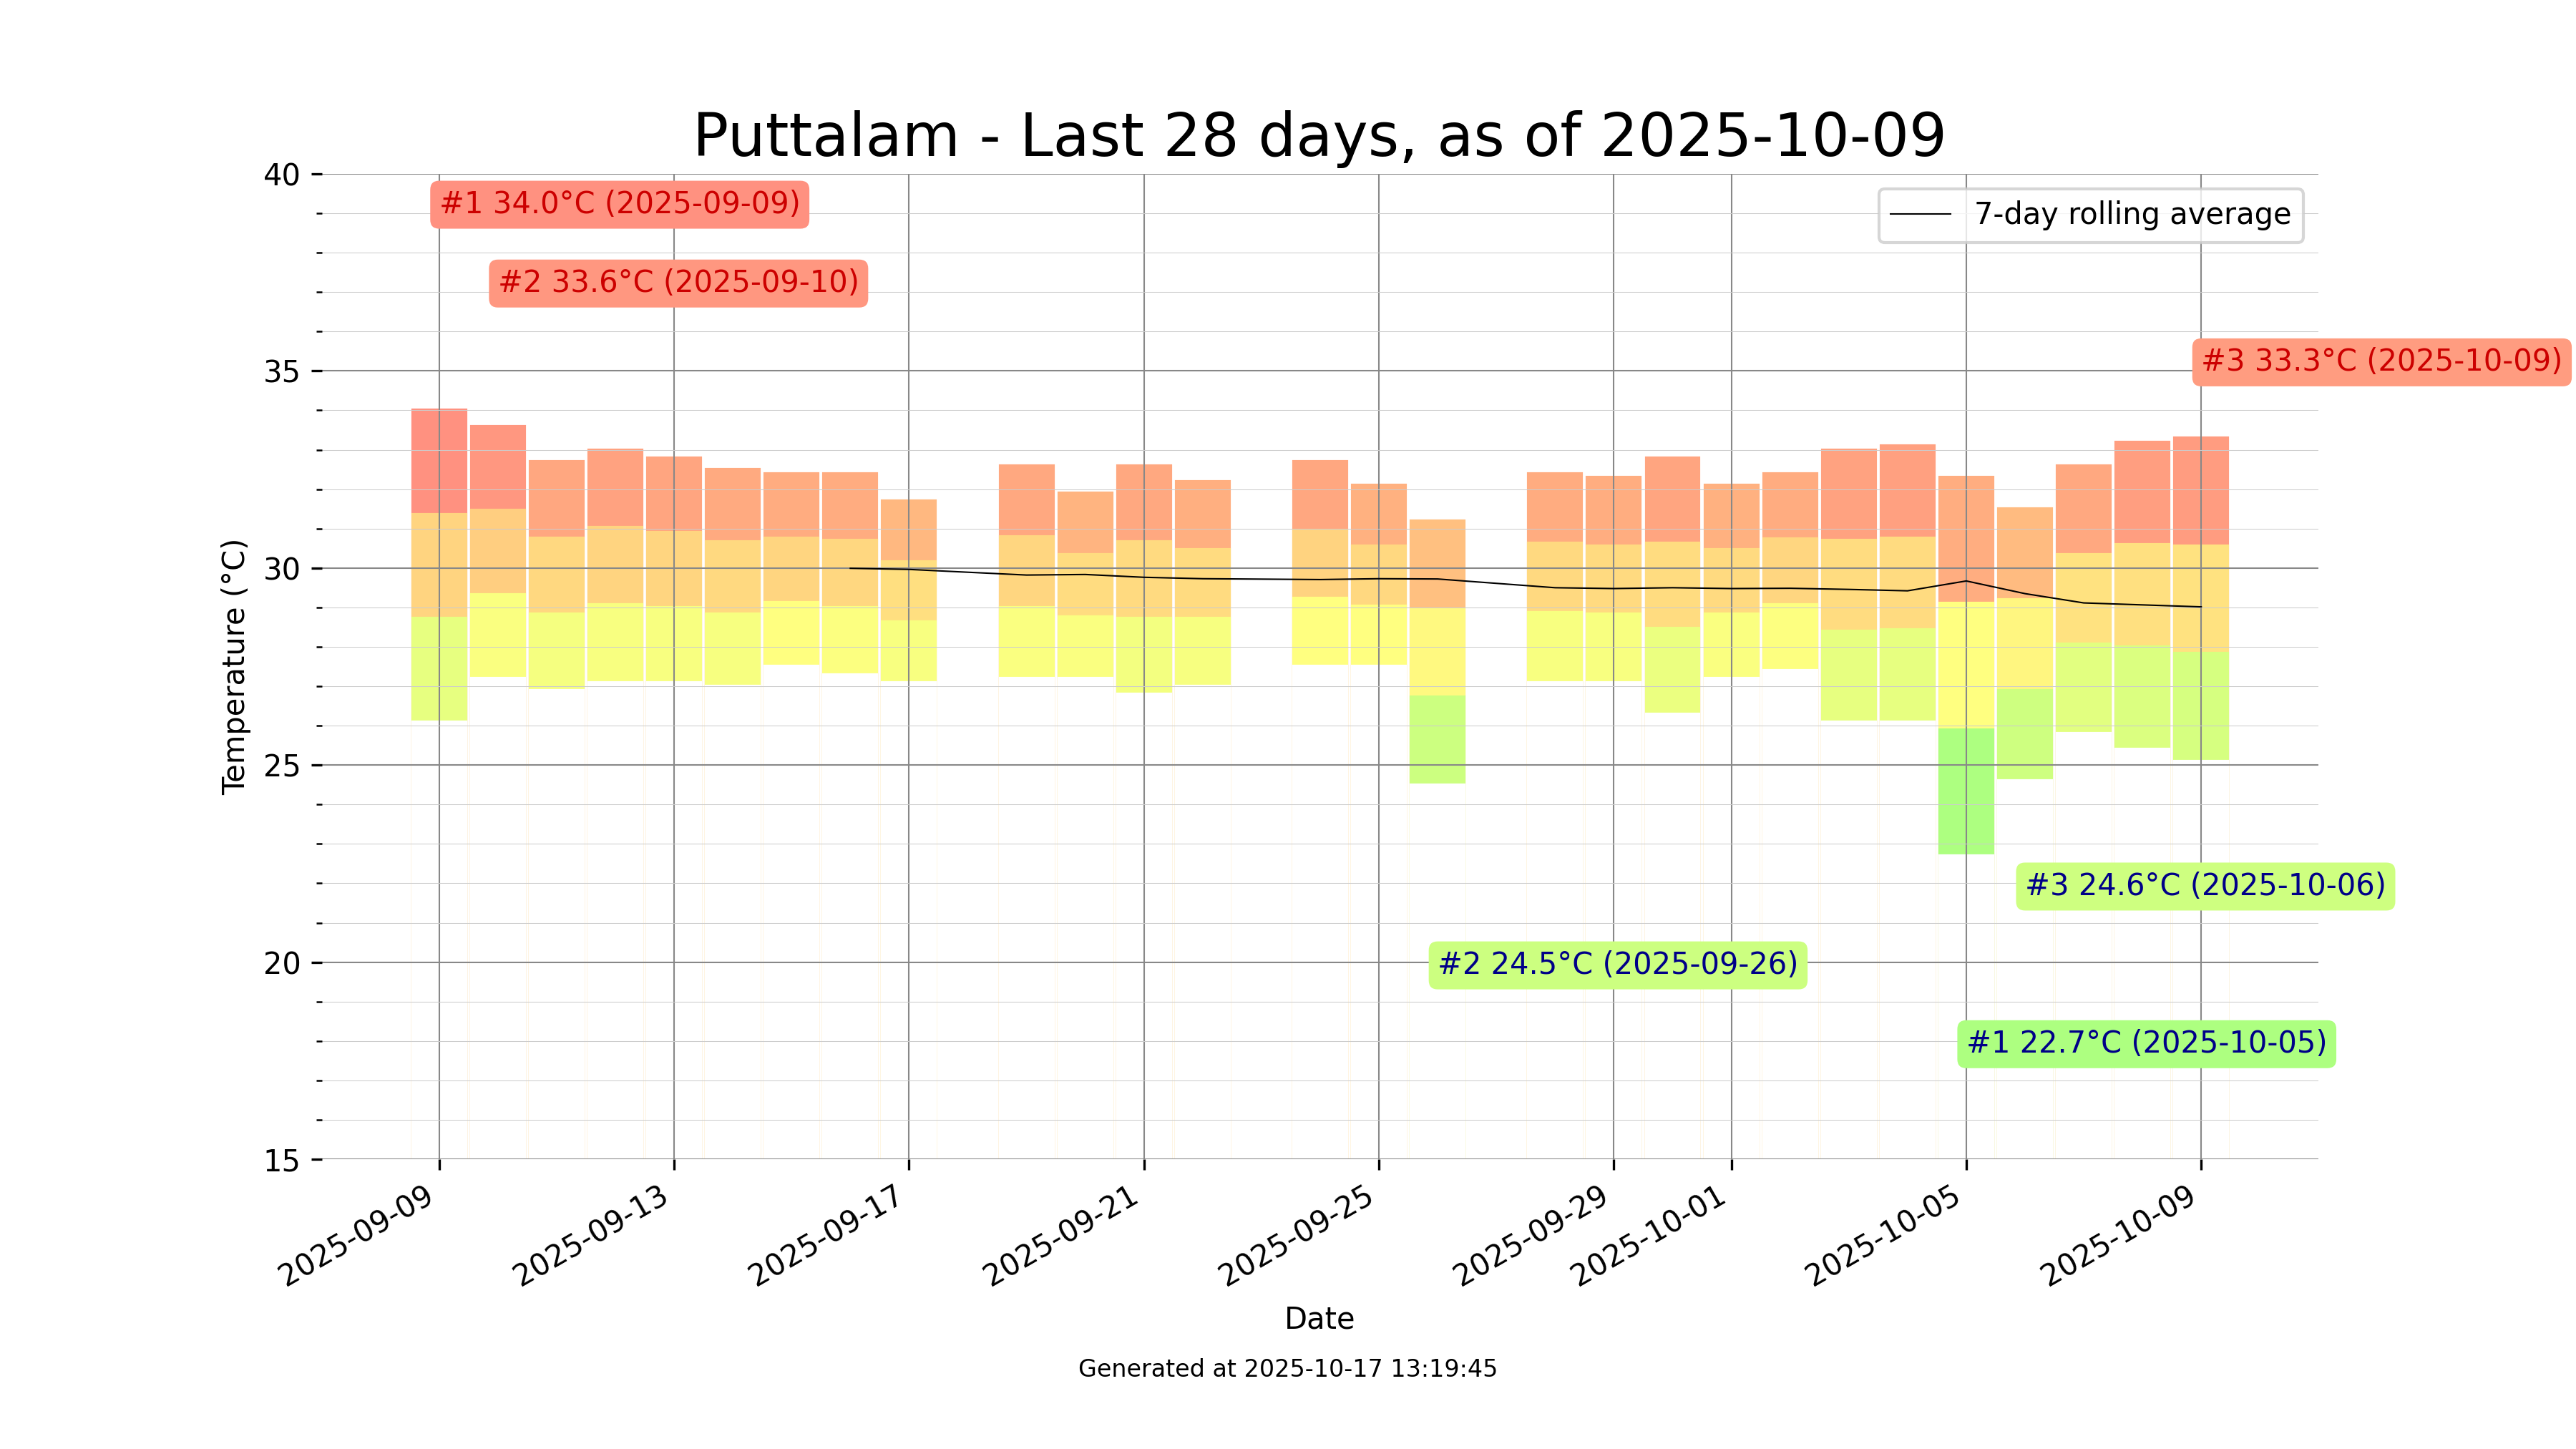 Puttalam - Last 28 days, as of 2025-10-09
40
35
30
25
20
15
Temperature (°C)
#1 34.0°C (2025-09-09)
#2 33.6°C (2025-09-10)
7-day rolling average
#3 33.3°C (2025-10-09)
#3 24.6°C (2025-10-06)
#2 24.5°C (2025-09-26)
#1 22.7°C (2025-10-05)
2025-09-09
2025-09-13
2025-09-17
2025-09-21
2025-09-25
2025-09-29
2025-10-01
2025-10-05
2025-10-09
Date
Generated at 2025-10-17 13:19:45